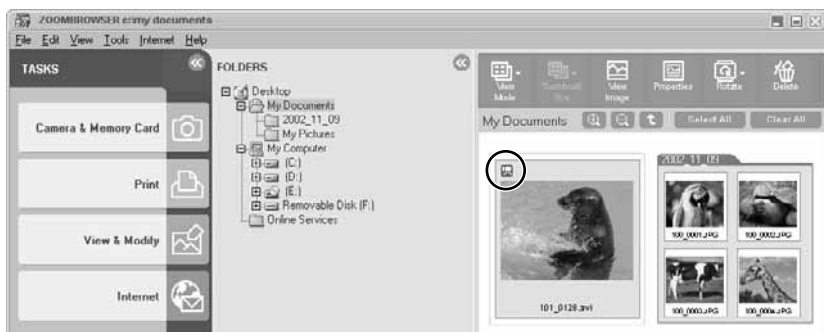 ZOOMBROWSER c:\my documents
File Edit View Tools Internet Help
TASKS
Camera & Memory Card
Print
View & Modify
Internet
FOLDERS
Desktop
My Documents
2002_11_09
My Pictures
My Computer
(C:)
(D:)
(E:)
Removable Disk (F:)
Online Services
View Mode
Thumbnail Size
View Image
Properties
Rotate
Delete
My Documents
Select All
Clear All
101_0128.avi
2002_11_09
100_0001.JPG
100_0002.JPG
100_0003.JPG
100_0004.JPG